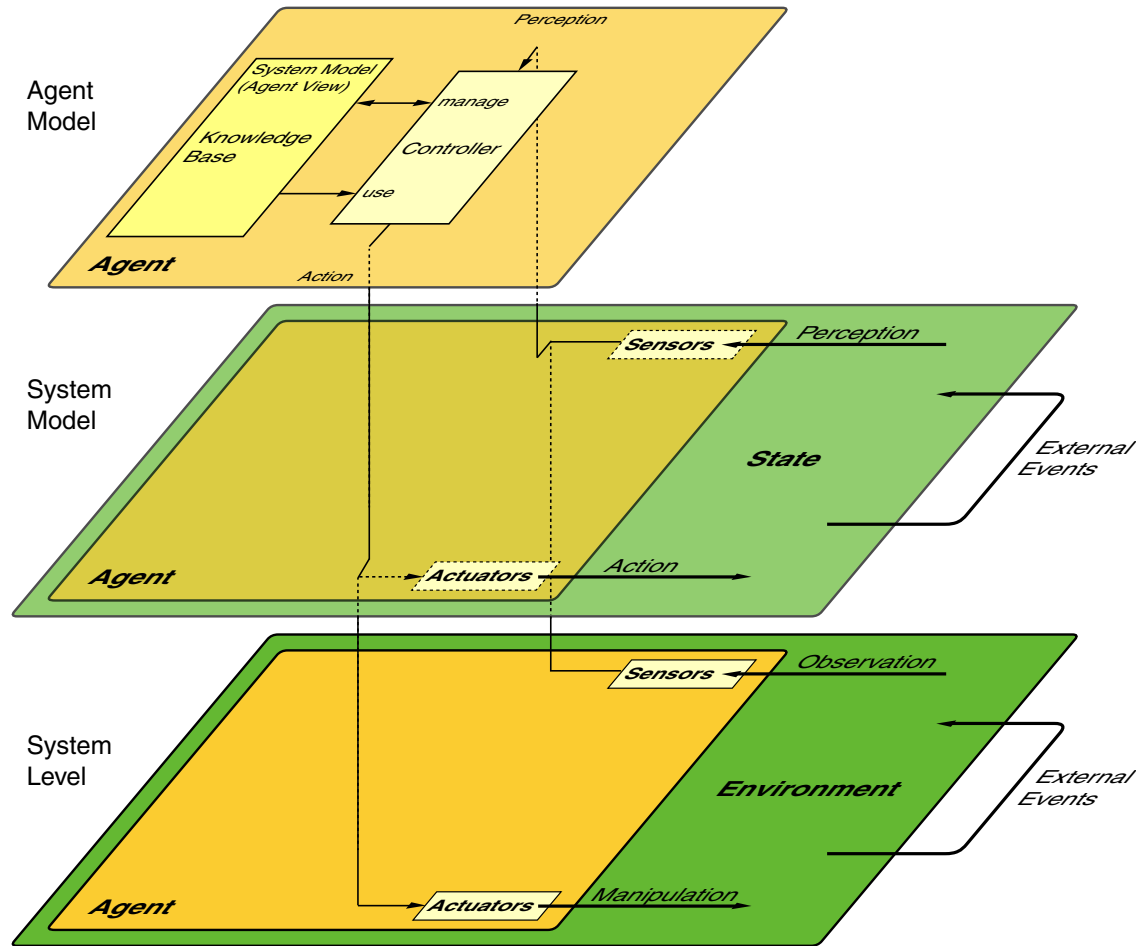 Perception
System Model
(Agent View)
manage
Agent
Model
Knowledge
Base
Controller
use
Agent
Action
Sensors
Perception
System
Model
State
External
Events
Agent
Actuators
Action
Sensors
Observation
System
Level
Environment
External
Events
Agent
Actuators
Manipulation